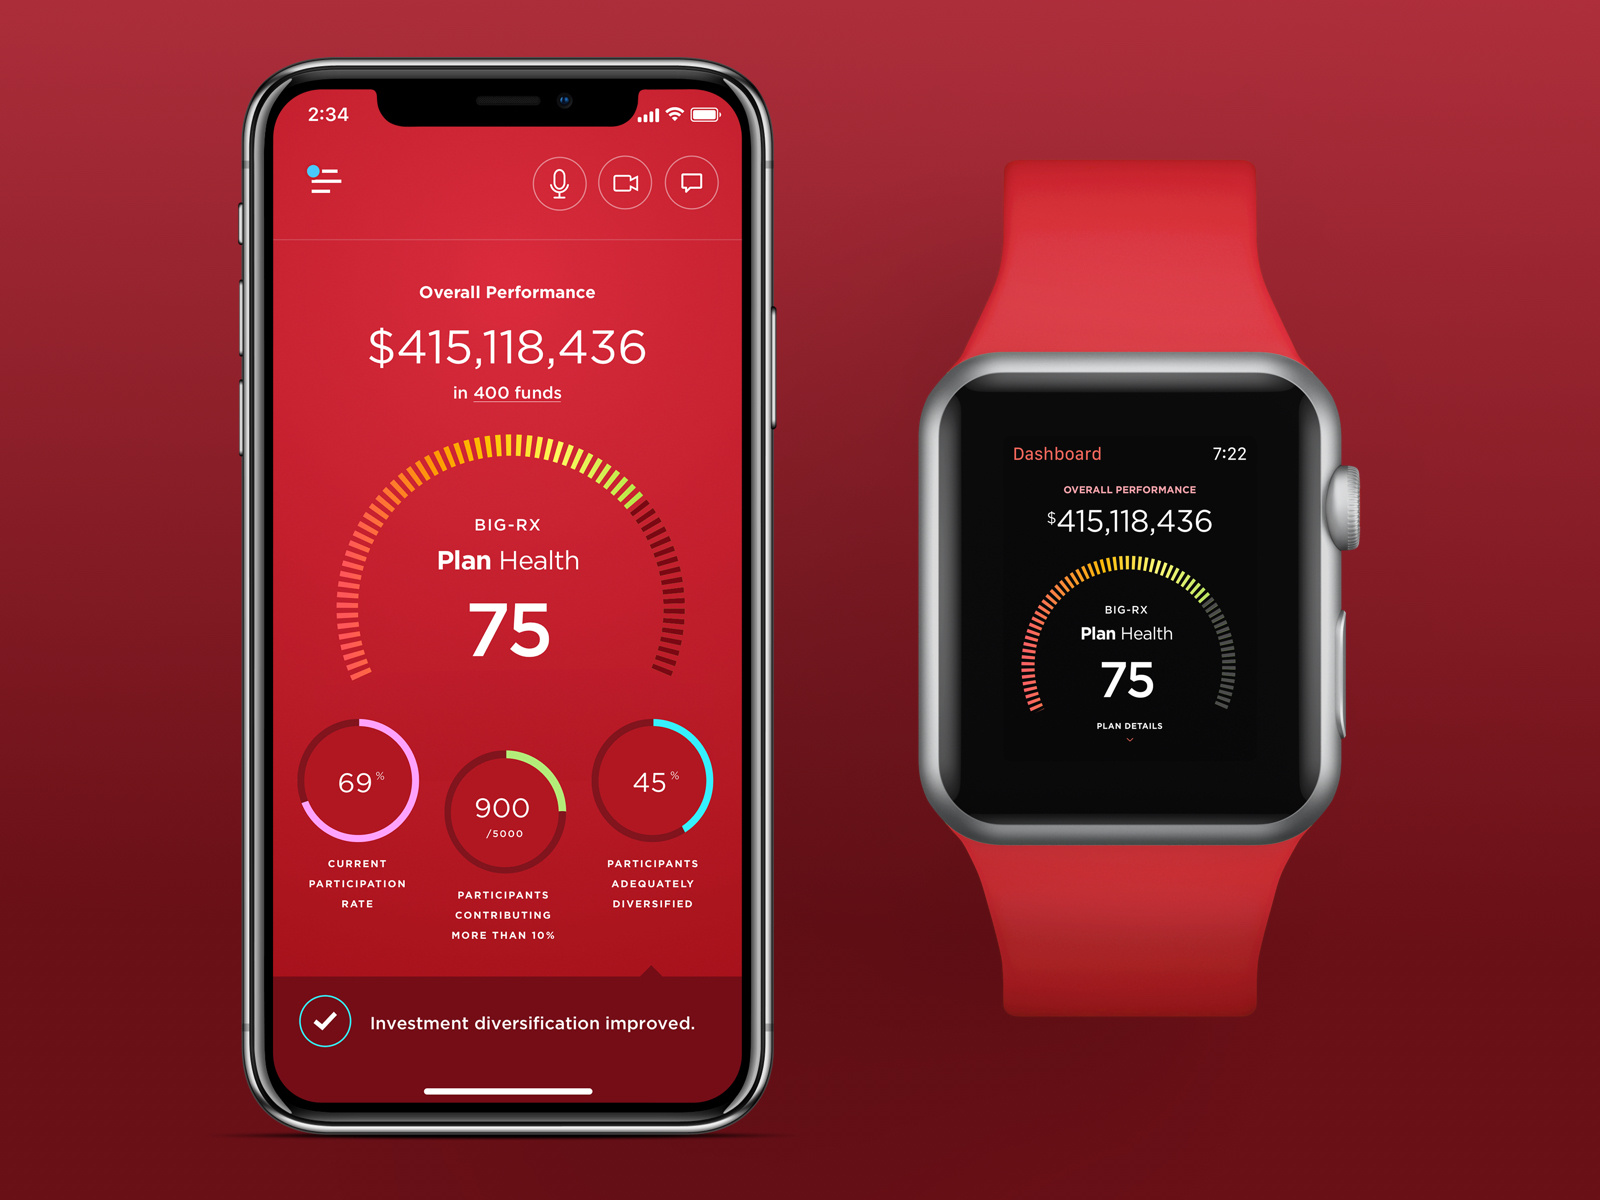 2:34
Overall Performance
$415,118,436
in 400 funds
BIG-RX
Plan Health
75
69%
CURRENT
PARTICIPATION
RATE
900
/5000
PARTICIPANTS
CONTRIBUTING
MORE THAN 10%
45%
PARTICIPANTS
ADEQUATELY
DIVERSIFIED
Investment diversification improved.
Dashboard 7:22
OVERALL PERFORMANCE
$415,118,436
BIG-RX
Plan Health
75
PLAN DETAILS